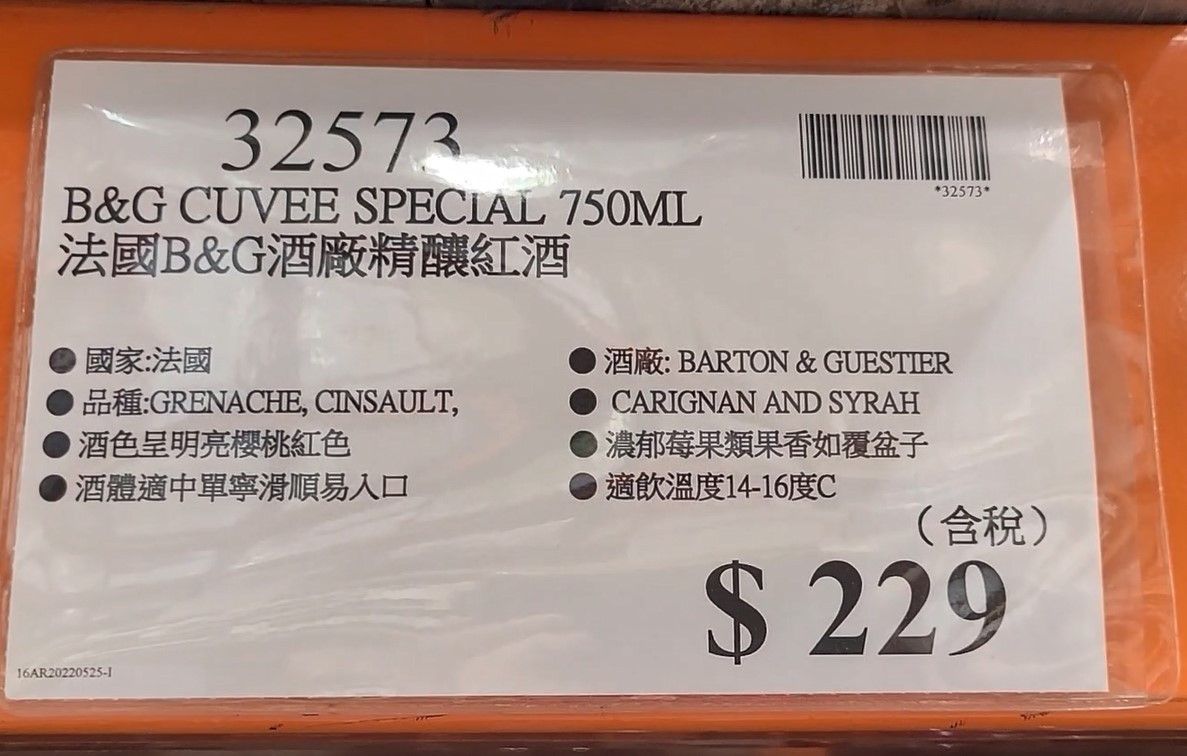 32573
*32573*
B&G CUVEE SPECIAL 750ML
法國B&G酒廠精釀紅酒
● 國家:法國
● 酒廠: BARTON & GUESTIER
● 品種:GRENACHE, CINSAULT,
● CARIGNAN AND SYRAH
● 酒色呈明亮櫻桃紅色
● 濃郁莓果類果香如覆盆子
● 酒體適中單寧滑順易入口
● 適飲溫度14-16度C
（含稅）
$ 229
16AR20220525-I